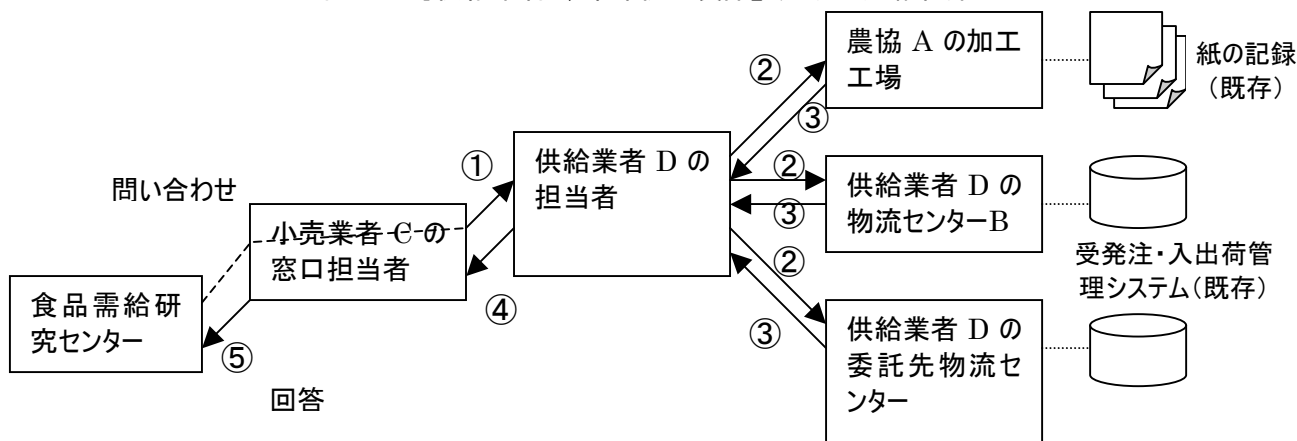 農協 A の加工
工場
紙の記録
（既存）
②
③
①
供給業者 D の
担当者
②
③
供給業者 D の
物流センターB
問い合わせ
小売業者 C の
窓口担当者
受発注・入出荷管
理システム（既存）
②
③
④
食品需給研
究センター
⑤
供給業者 D の
委託先物流セ
ンター
回答